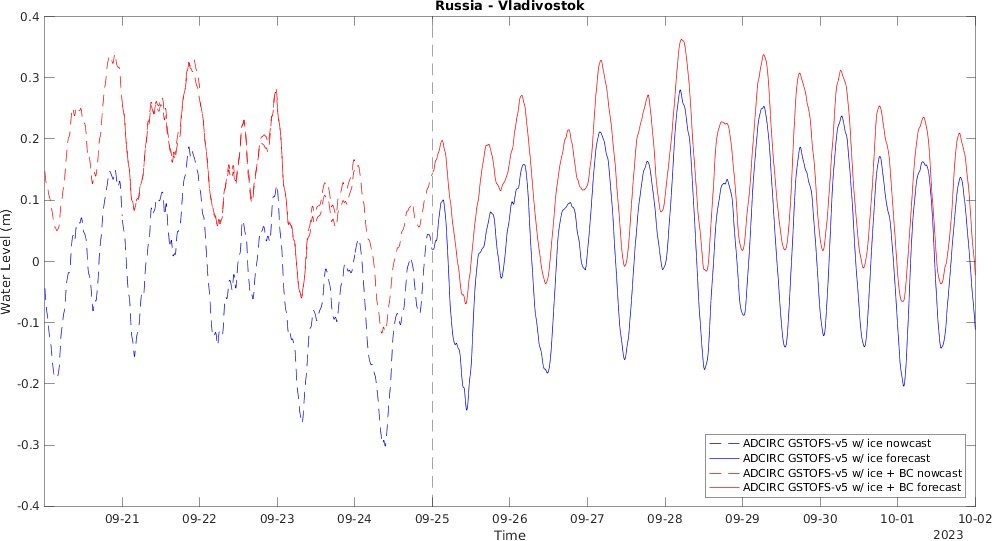 Russia - Vladivostok
0.4
0.3
0.2
0.1
0
-0.1
-0.2
-0.3
-0.4
Water Level (m)
09-21 09-22 09-23 09-24 09-25 09-26 09-27 09-28 09-29 09-30 10-01 10-02
Time
2023
ADCIRC GSTOFS-v5 w/ ice nowcast
ADCIRC GSTOFS-v5 w/ ice forecast
ADCIRC GSTOFS-v5 w/ ice + BC nowcast
ADCIRC GSTOFS-v5 w/ ice + BC forecast